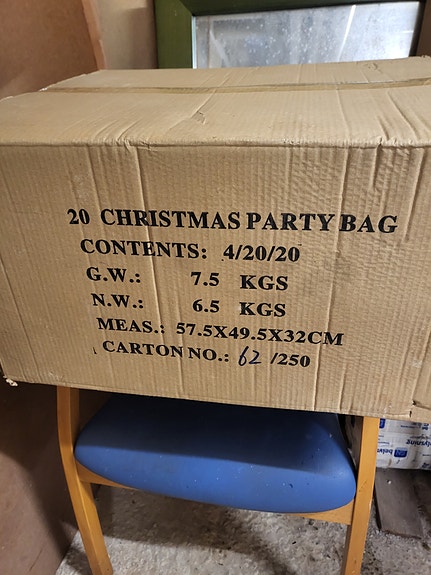 20 CHRISTMAS PARTY BAG
CONTENTS: 4/20/20
G.W.: 7.5 KGS
N.W.: 6.5 KGS
MEAS.: 57.5X49.5X32CM
CARTON NO.: 62 /250